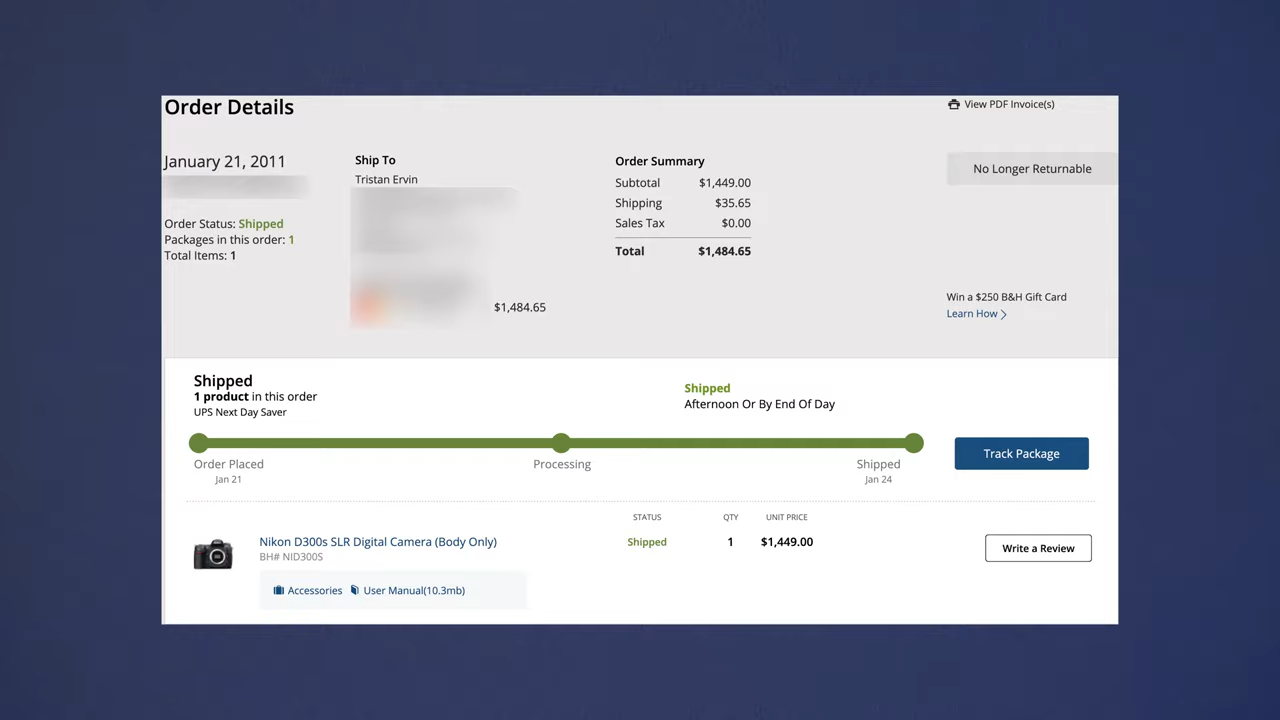 Order Details
View PDF Invoice(s)
January 21, 2011
Order Status: Shipped
Packages in this order: 1
Total Items: 1
Ship To
Tristan Ervin
$1,484.65
Order Summary
Subtotal $1,449.00
Shipping $35.65
Sales Tax $0.00
Total $1,484.65
No Longer Returnable
Win a $250 B&H Gift Card
Learn How >
Shipped
1 product in this order
UPS Next Day Saver
Shipped
Afternoon Or By End Of Day
Order Placed
Jan 21
Processing
Shipped
Jan 24
Track Package
STATUS QTY UNIT PRICE
Nikon D300s SLR Digital Camera (Body Only)
BH# NID300S
Shipped 1 $1,449.00
Write a Review
Accessories User Manual(10.3mb)